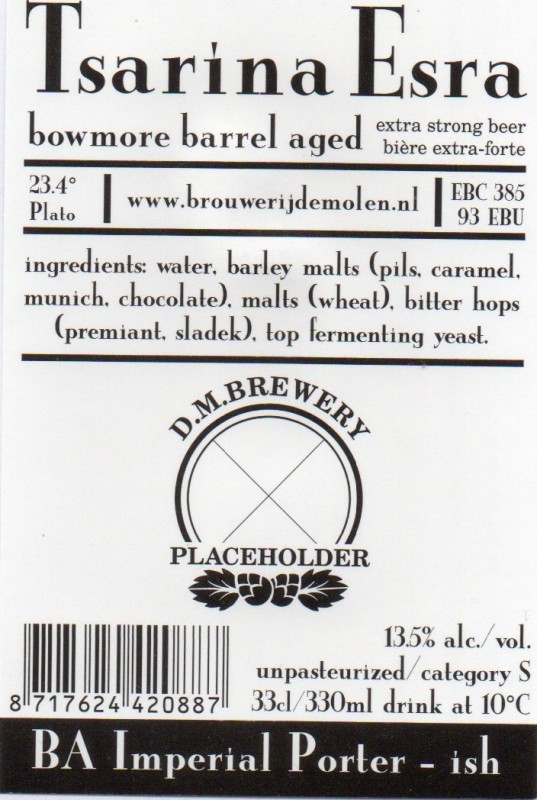 Tsarina Esra
bowmore barrel aged
extra strong beer
bière extra-forte
23.4°
Plato
www.brouwerijdemolen.nl
EBC 385
93 EBU
ingredients: water, barley malts (pils, caramel,
munich, chocolate), malts (wheat), bitter hops
(premiant, sladek), top fermenting yeast.
D.M.BREWERY
PLACEHOLDER
13.5% alc./vol.
unpasteurized/category S
33cl/330ml drink at 10°C
8 717624 420887
BA Imperial Porter - ish